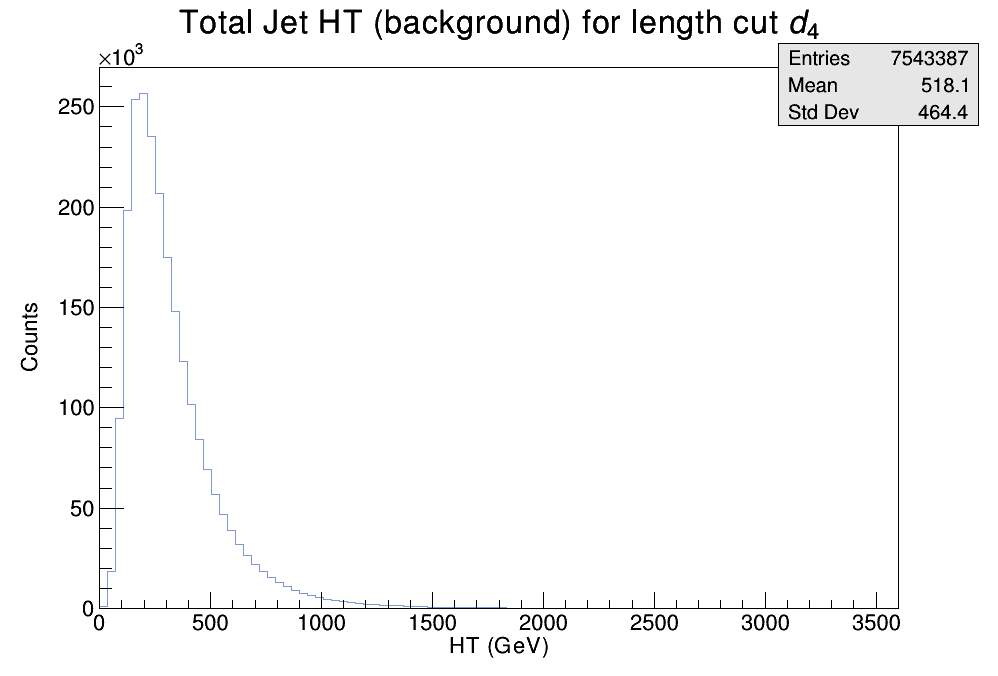 Total Jet HT (background) for length cut d₄
×10³
Entries 7543387
Mean 518.1
Std Dev 464.4
250
200
150
100
50
0
Counts
0 500 1000 1500 2000 2500 3000 3500
HT (GeV)